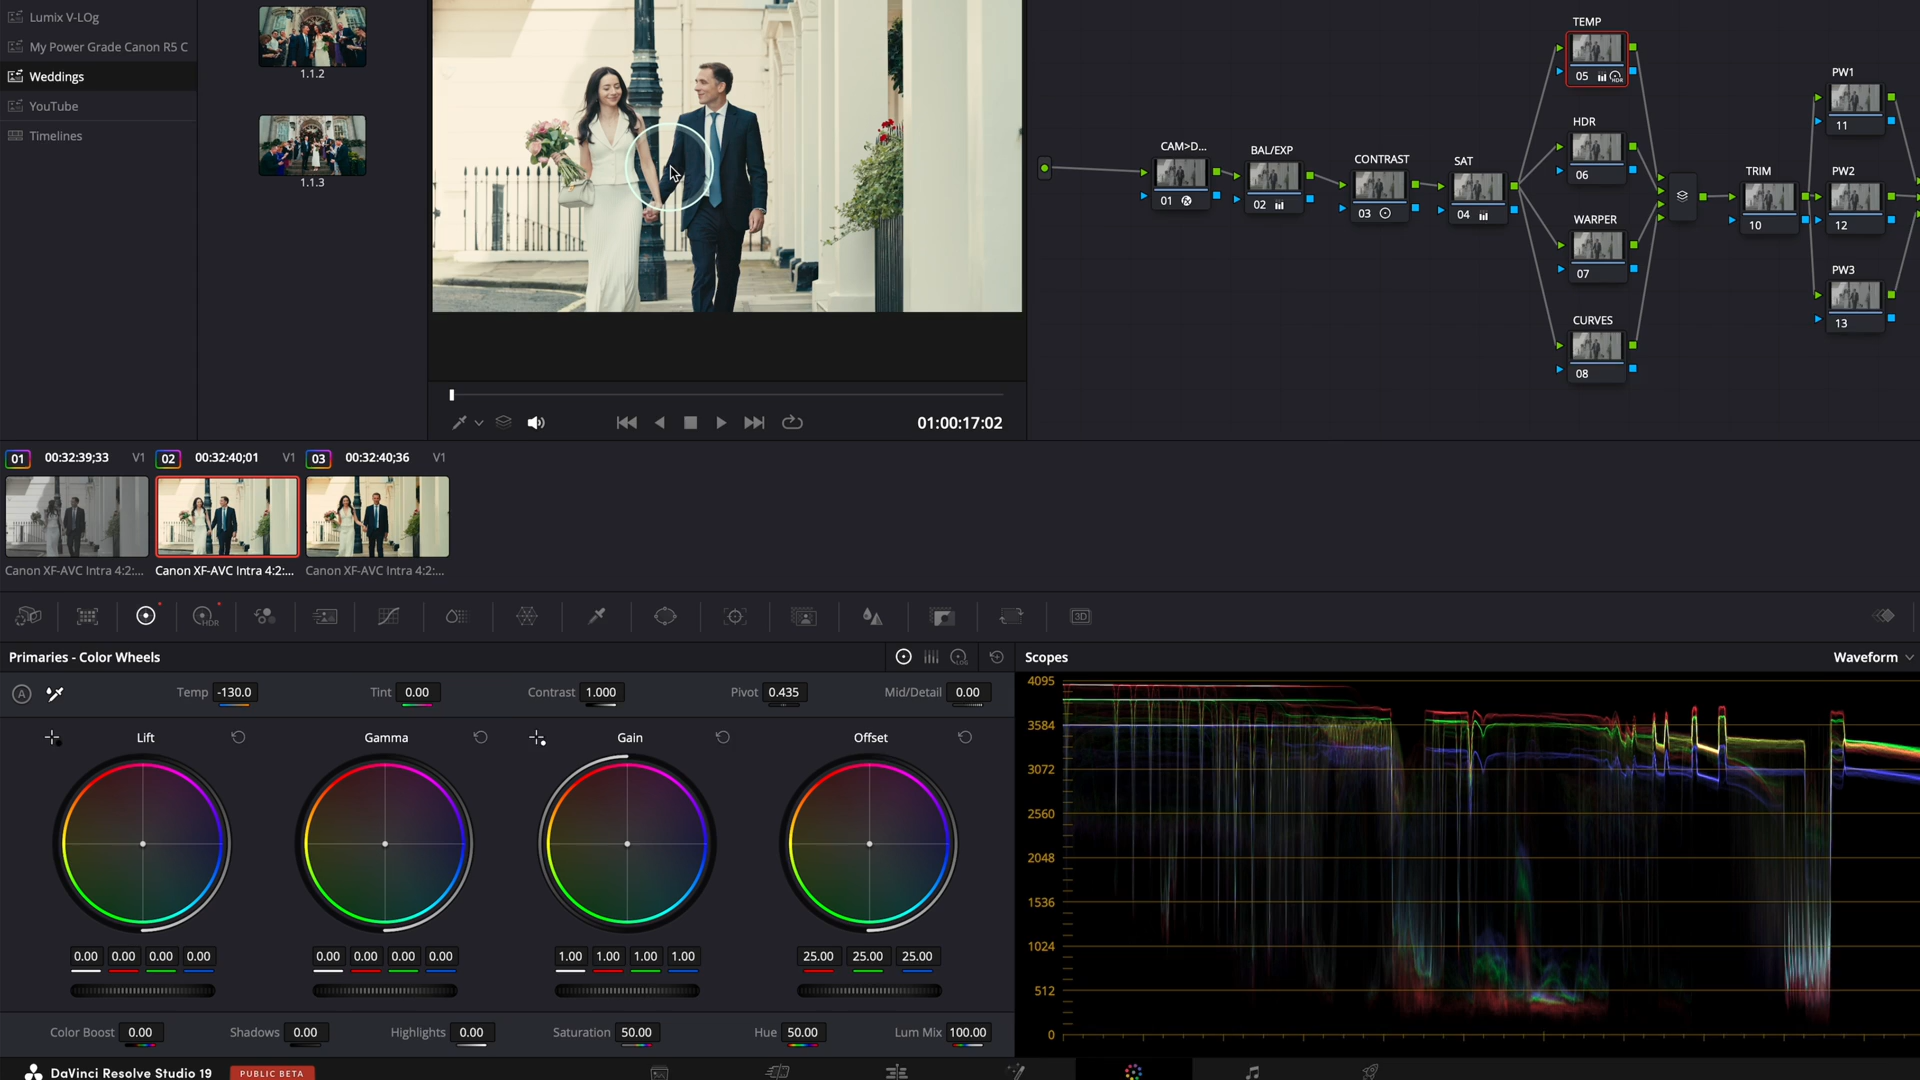 Lumix V-LOg
My Power Grade Canon R5 C
Weddings
YouTube
Timelines
1.1.2
1.1.3
01:00:17:02
TEMP
05
HDR
HDR
06
WARPER
07
CURVES
08
CAM>D...
01
BAL/EXP
02
CONTRAST
03
SAT
04
TRIM
10
PW1
11
PW2
12
PW3
13
01 00:32:39;33 V1
02 00:32:40;01 V1
03 00:32:40;36 V1
Canon XF-AVC Intra 4:2:...
Canon XF-AVC Intra 4:2:...
Canon XF-AVC Intra 4:2:...
HDR
3D
Primaries - Color Wheels
LOG
A
Temp -130.0
Tint 0.00
Contrast 1.000
Pivot 0.435
Mid/Detail 0.00
Lift
Gamma
Gain
Offset
0.00 0.00 0.00 0.00
0.00 0.00 0.00 0.00
1.00 1.00 1.00 1.00
25.00 25.00 25.00
Color Boost 0.00
Shadows 0.00
Highlights 0.00
Saturation 50.00
Hue 50.00
Lum Mix 100.00
Scopes
Waveform
4095
3584
3072
2560
2048
1536
1024
512
0
DaVinci Resolve Studio 19
PUBLIC BETA